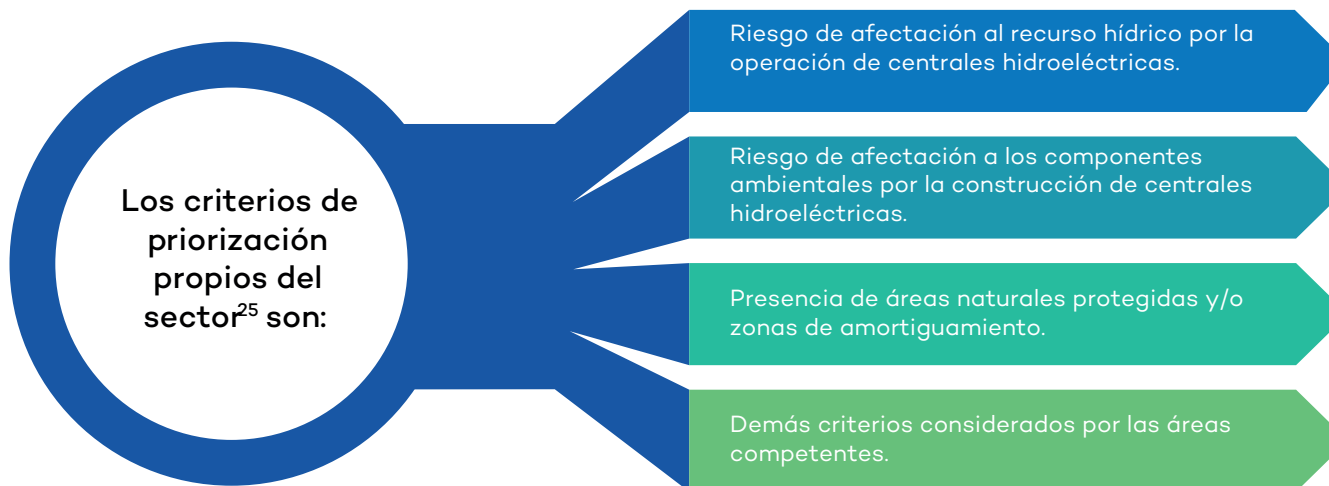 Los criterios de
priorización
propios del
sector²⁵ son:
Riesgo de afectación al recurso hídrico por la
operación de centrales hidroeléctricas.
Riesgo de afectación a los componentes
ambientales por la construcción de centrales
hidroeléctricas.
Presencia de áreas naturales protegidas y/o
zonas de amortiguamiento.
Demás criterios considerados por las áreas
competentes.